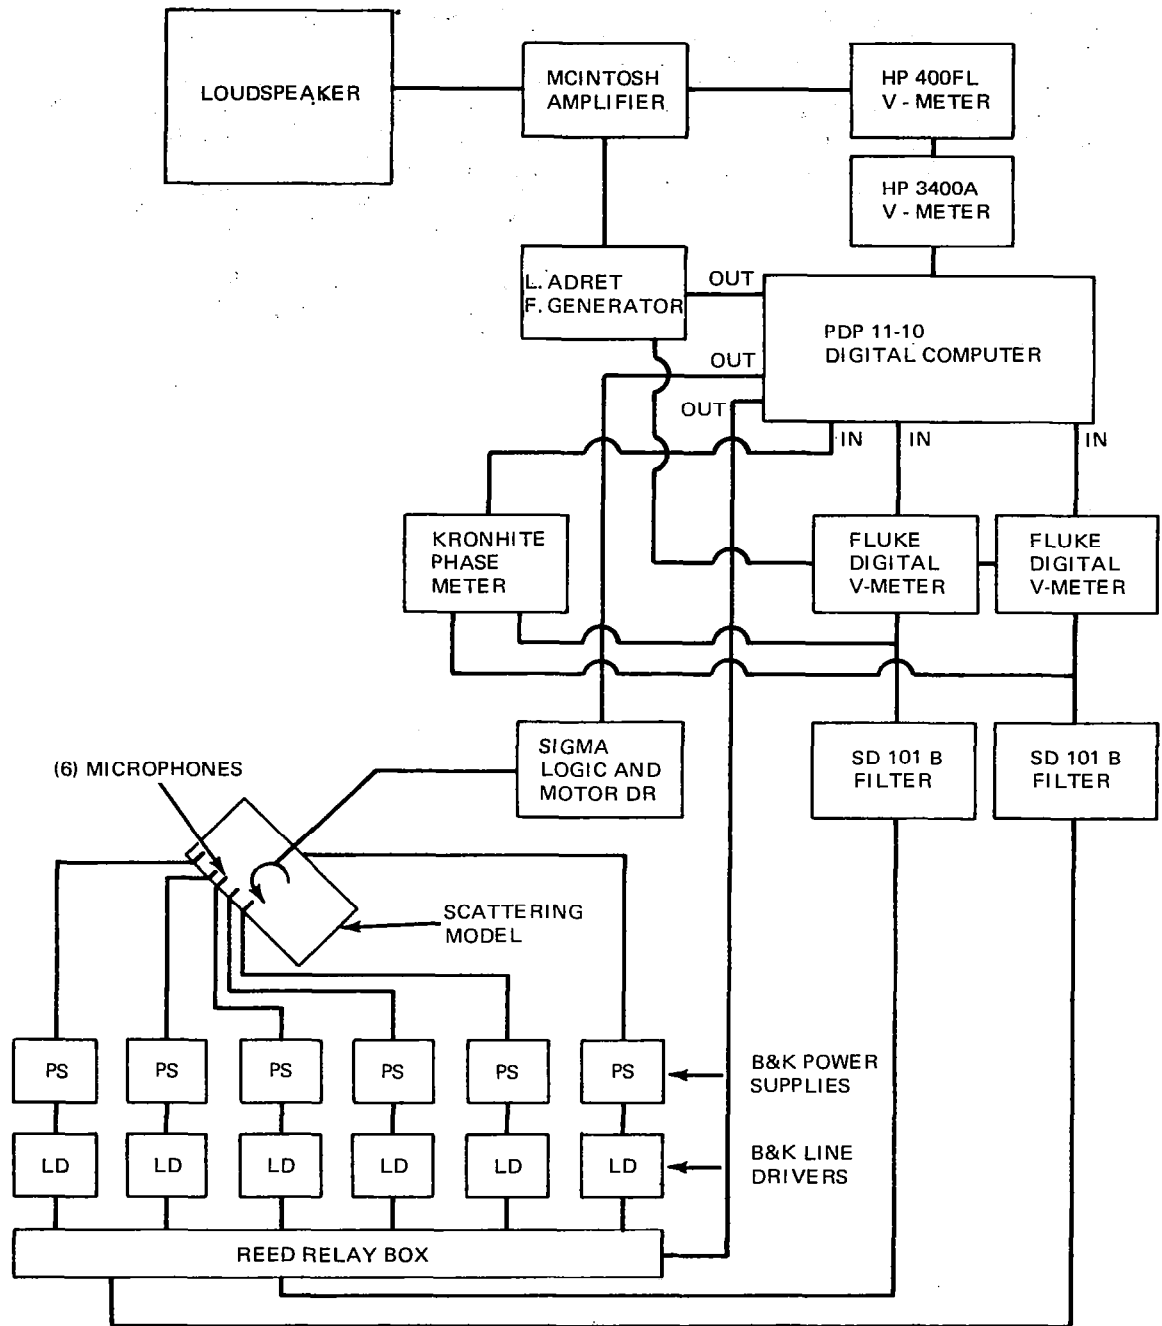 LOUDSPEAKER
MCINTOSH
AMPLIFIER
HP 400FL
V - METER
HP 3400A
V - METER
L. ADRET
F. GENERATOR
OUT
PDP 11-10
DIGITAL COMPUTER
OUT
OUT
IN
IN
IN
KRONHITE
PHASE
METER
FLUKE
DIGITAL
V-METER
FLUKE
DIGITAL
V-METER
SIGMA
LOGIC AND
MOTOR DR
SD 101 B
FILTER
SD 101 B
FILTER
(6) MICROPHONES
SCATTERING
MODEL
PS
PS
PS
PS
PS
PS
B&K POWER
SUPPLIES
LD
LD
LD
LD
LD
LD
B&K LINE
DRIVERS
REED RELAY BOX